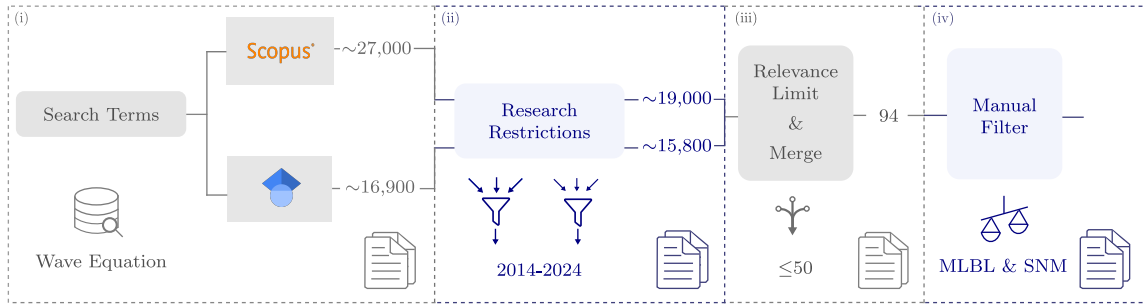 (i)
Search Terms
Scopus®
~27,000
~16,900
Wave Equation
(ii)
Research
Restrictions
~19,000
~15,800
2014-2024
(iii)
Relevance
Limit
&
Merge
94
≤50
(iv)
Manual
Filter
MLBL & SNM